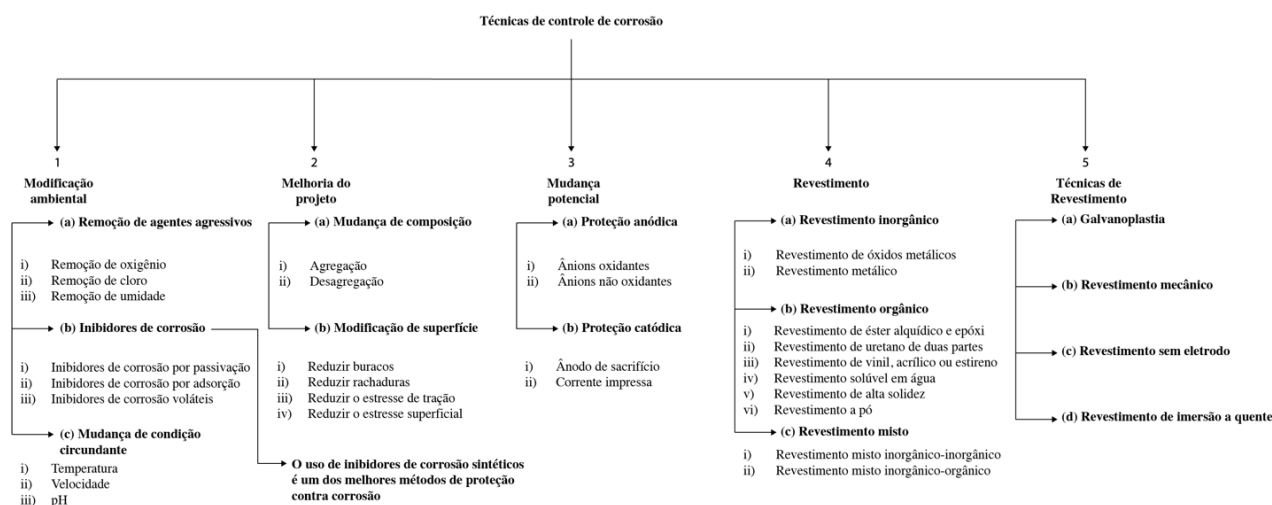 Técnicas de controle de corrosão
1
Modificação
ambiental
(a) Remoção de agentes agressivos
i) Remoção de oxigênio
ii) Remoção de cloro
iii) Remoção de umidade
(b) Inibidores de corrosão
i) Inibidores de corrosão por passivação
ii) Inibidores de corrosão por adsorção
iii) Inibidores de corrosão voláteis
(c) Mudança de condição
circundante
i) Temperatura
ii) Velocidade
iii) pH
2
Melhoria do
projeto
(a) Mudança de composição
i) Agregação
ii) Desagregação
(b) Modificação de superfície
i) Reduzir buracos
ii) Reduzir rachaduras
iii) Reduzir o estresse de tração
iv) Reduzir o estresse superficial
O uso de inibidores de corrosão sintéticos
é um dos melhores métodos de proteção
contra corrosão
3
Mudança
potencial
(a) Proteção anódica
i) Ânions oxidantes
ii) Ânions não oxidantes
(b) Proteção catódica
i) Ânodo de sacrifício
ii) Corrente impressa
4
Revestimento
(a) Revestimento inorgânico
i) Revestimento de óxidos metálicos
ii) Revestimento metálico
(b) Revestimento orgânico
i) Revestimento de éster alquídico e epóxi
ii) Revestimento de uretano de duas partes
iii) Revestimento de vinil, acrílico ou estireno
iv) Revestimento solúvel em água
v) Revestimento de alta solidez
vi) Revestimento a pó
(c) Revestimento misto
i) Revestimento misto inorgânico-inorgânico
ii) Revestimento misto inorgânico-orgânico
5
Técnicas de
Revestimento
(a) Galvanoplastia
(b) Revestimento mecânico
(c) Revestimento sem eletrodo
(d) Revestimento de imersão a quente